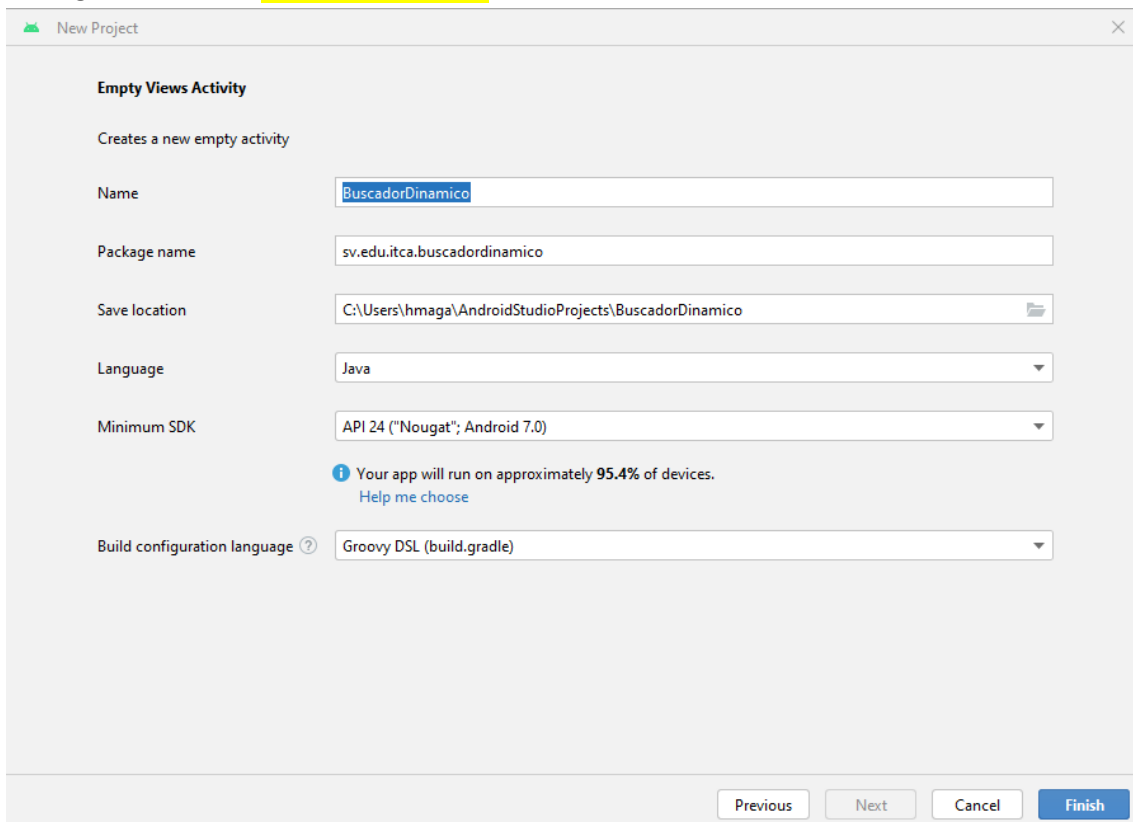 New Project
Empty Views Activity
Creates a new empty activity
Name BuscadorDinamico
Package name sv.edu.itca.buscadordinamico
Save location C:\Users\hmaga\AndroidStudioProjects\BuscadorDinamico
Language Java
Minimum SDK API 24 ("Nougat"; Android 7.0)
Your app will run on approximately 95.4% of devices.
Help me choose
Build configuration language ? Groovy DSL (build.gradle)
Previous Next Cancel Finish